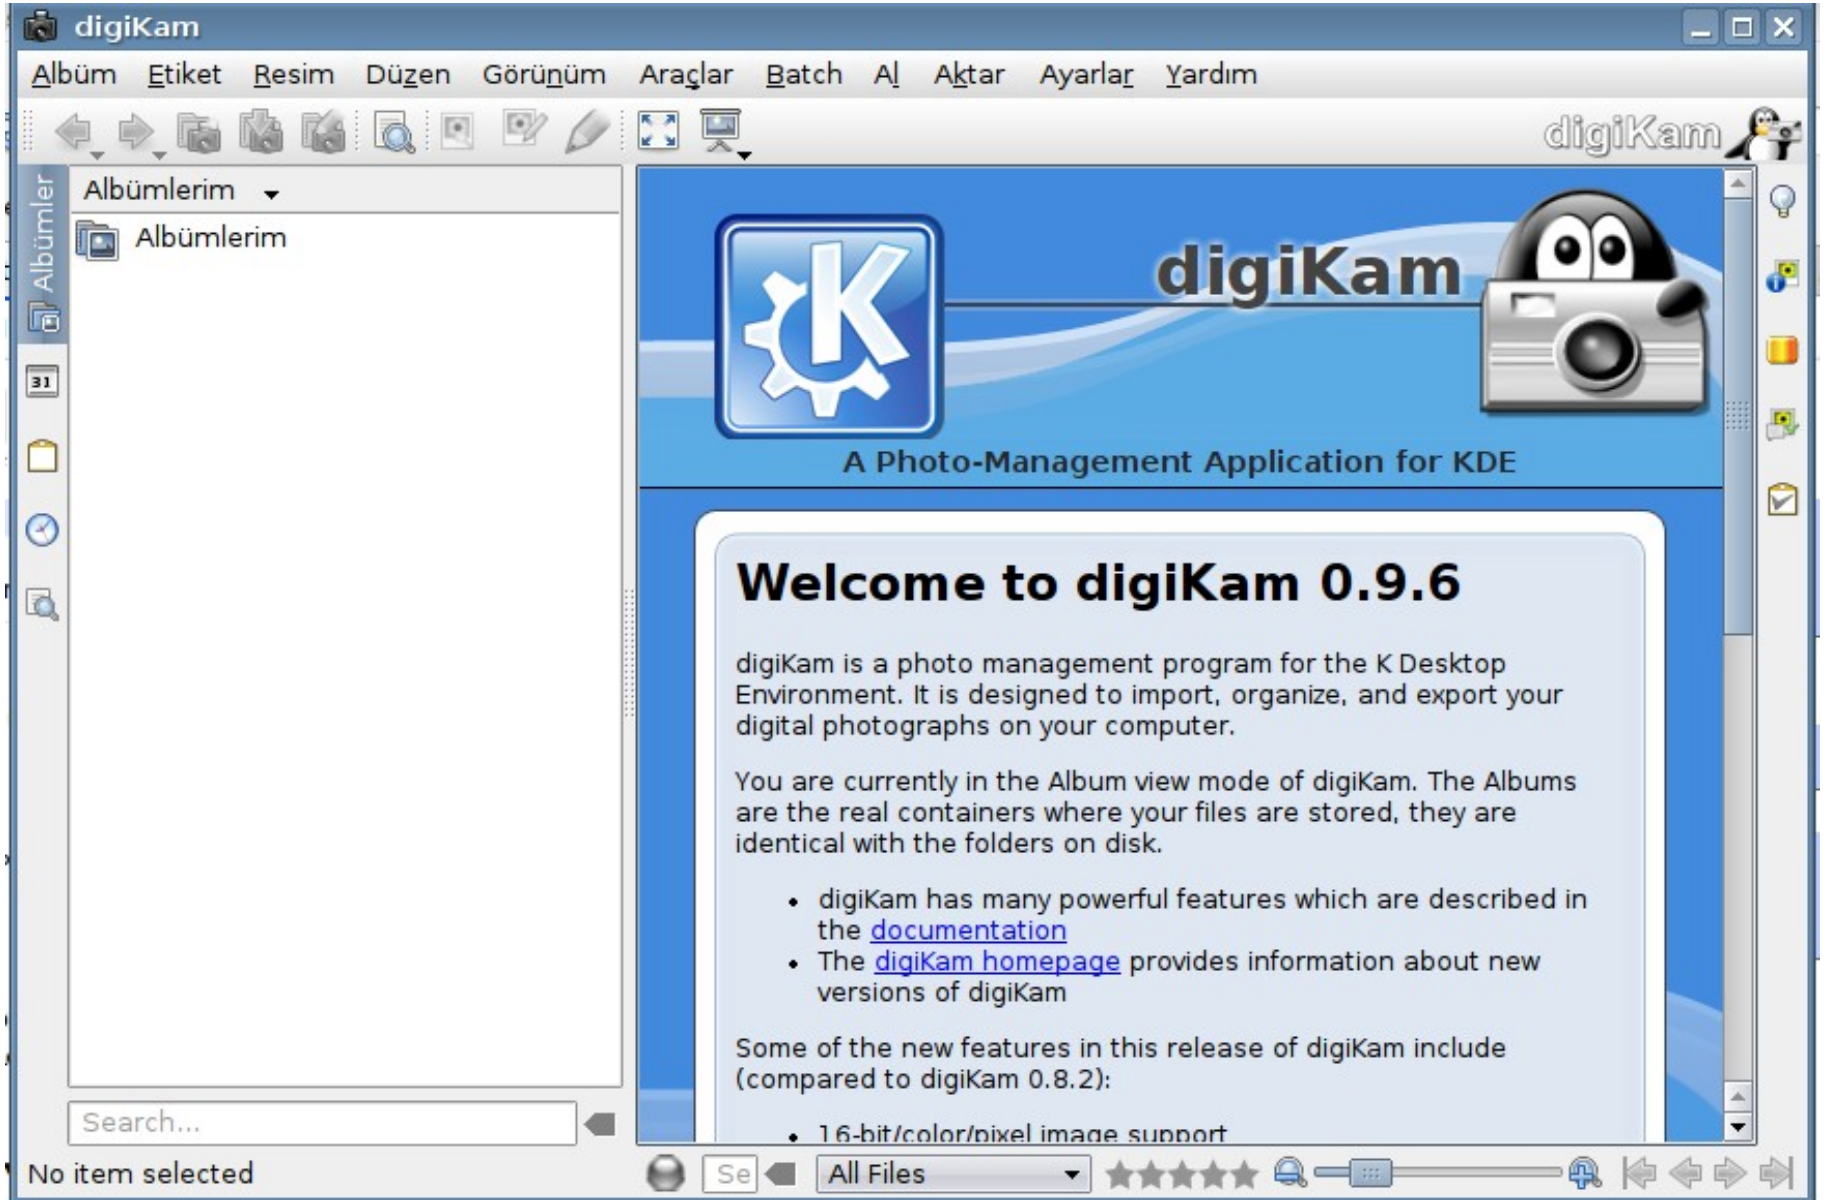 digiKam
Albüm Etiket Resim Düzen Görünüm Araçlar Batch Al Aktar Ayarlar Yardım
digiKam
Albümler
Albümlerim
Albümlerim
31
digiKam
A Photo-Management Application for KDE
Welcome to digiKam 0.9.6
digiKam is a photo management program for the K Desktop
Environment. It is designed to import, organize, and export your
digital photographs on your computer.
You are currently in the Album view mode of digiKam. The Albums
are the real containers where your files are stored, they are
identical with the folders on disk.
• digiKam has many powerful features which are described in
the documentation
• The digiKam homepage provides information about new
versions of digiKam
Some of the new features in this release of digiKam include
(compared to digiKam 0.8.2):
• 16-bit/color/pixel image support
Search...
No item selected
Se
All Files